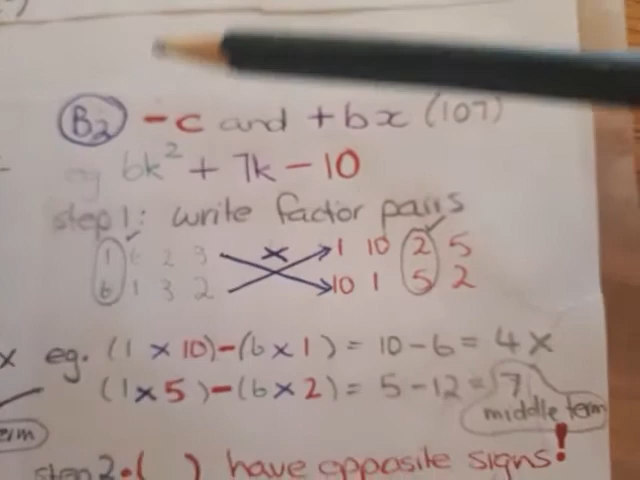 B2 -c and +bx (107)
eg 6k² + 7k - 10
step 1: write factor pairs
1 6 2 3 x 1 10 2 5
6 1 3 2 10 1 5 2
x eg. (1 x 10)-(6 x 1) = 10-6 = 4 x
(1 x 5)-(6 x 2) = 5-12 = 7
middle term
step 2 • ( ) have opposite signs!